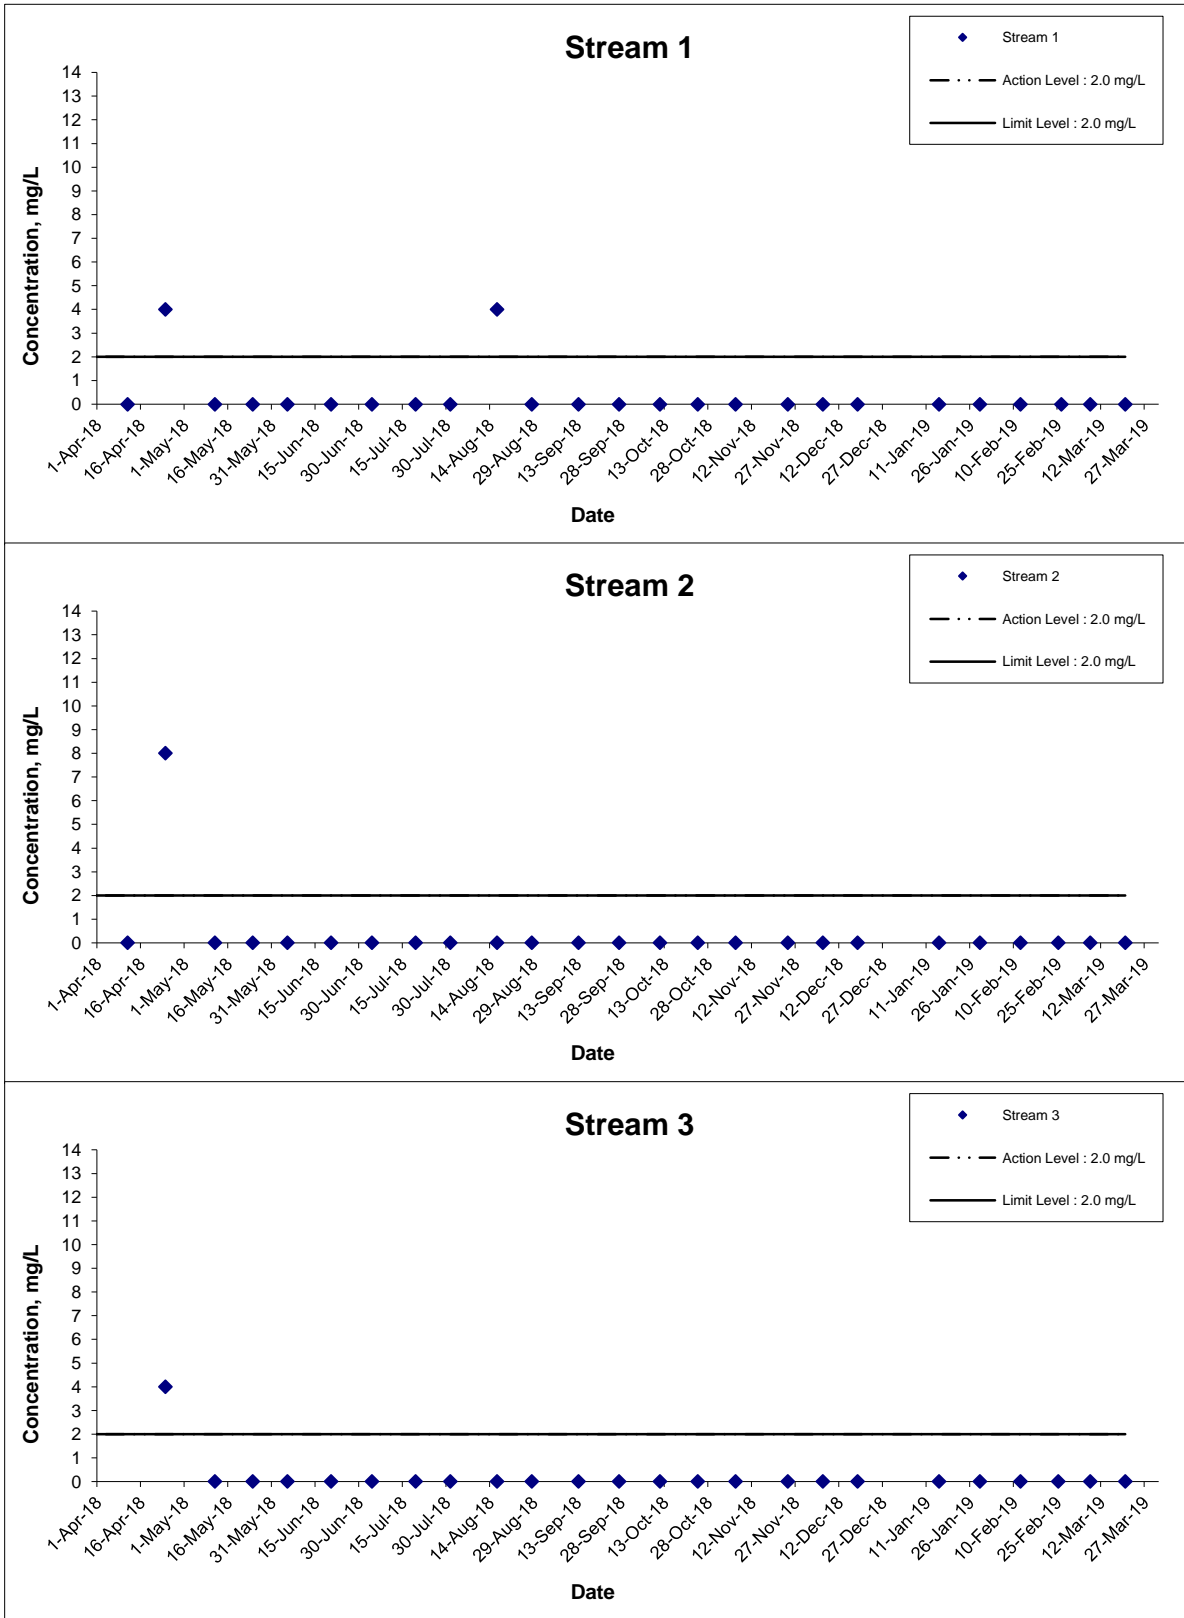 Stream 1
Stream 1
Action Level : 2.0 mg/L
Limit Level : 2.0 mg/L
Concentration, mg/L
14
13
12
11
10
9
8
7
6
5
4
3
2
1
0
1-Apr-18
16-Apr-18
1-May-18
16-May-18
31-May-18
15-Jun-18
30-Jun-18
15-Jul-18
30-Jul-18
14-Aug-18
29-Aug-18
13-Sep-18
28-Sep-18
13-Oct-18
28-Oct-18
12-Nov-18
27-Nov-18
12-Dec-18
27-Dec-18
11-Jan-19
26-Jan-19
10-Feb-19
25-Feb-19
12-Mar-19
27-Mar-19
Date
Stream 2
Stream 2
Action Level : 2.0 mg/L
Limit Level : 2.0 mg/L
Concentration, mg/L
14
13
12
11
10
9
8
7
6
5
4
3
2
1
0
1-Apr-18
16-Apr-18
1-May-18
16-May-18
31-May-18
15-Jun-18
30-Jun-18
15-Jul-18
30-Jul-18
14-Aug-18
29-Aug-18
13-Sep-18
28-Sep-18
13-Oct-18
28-Oct-18
12-Nov-18
27-Nov-18
12-Dec-18
27-Dec-18
11-Jan-19
26-Jan-19
10-Feb-19
25-Feb-19
12-Mar-19
27-Mar-19
Date
Stream 3
Stream 3
Action Level : 2.0 mg/L
Limit Level : 2.0 mg/L
Concentration, mg/L
14
13
12
11
10
9
8
7
6
5
4
3
2
1
0
1-Apr-18
16-Apr-18
1-May-18
16-May-18
31-May-18
15-Jun-18
30-Jun-18
15-Jul-18
30-Jul-18
14-Aug-18
29-Aug-18
13-Sep-18
28-Sep-18
13-Oct-18
28-Oct-18
12-Nov-18
27-Nov-18
12-Dec-18
27-Dec-18
11-Jan-19
26-Jan-19
10-Feb-19
25-Feb-19
12-Mar-19
27-Mar-19
Date